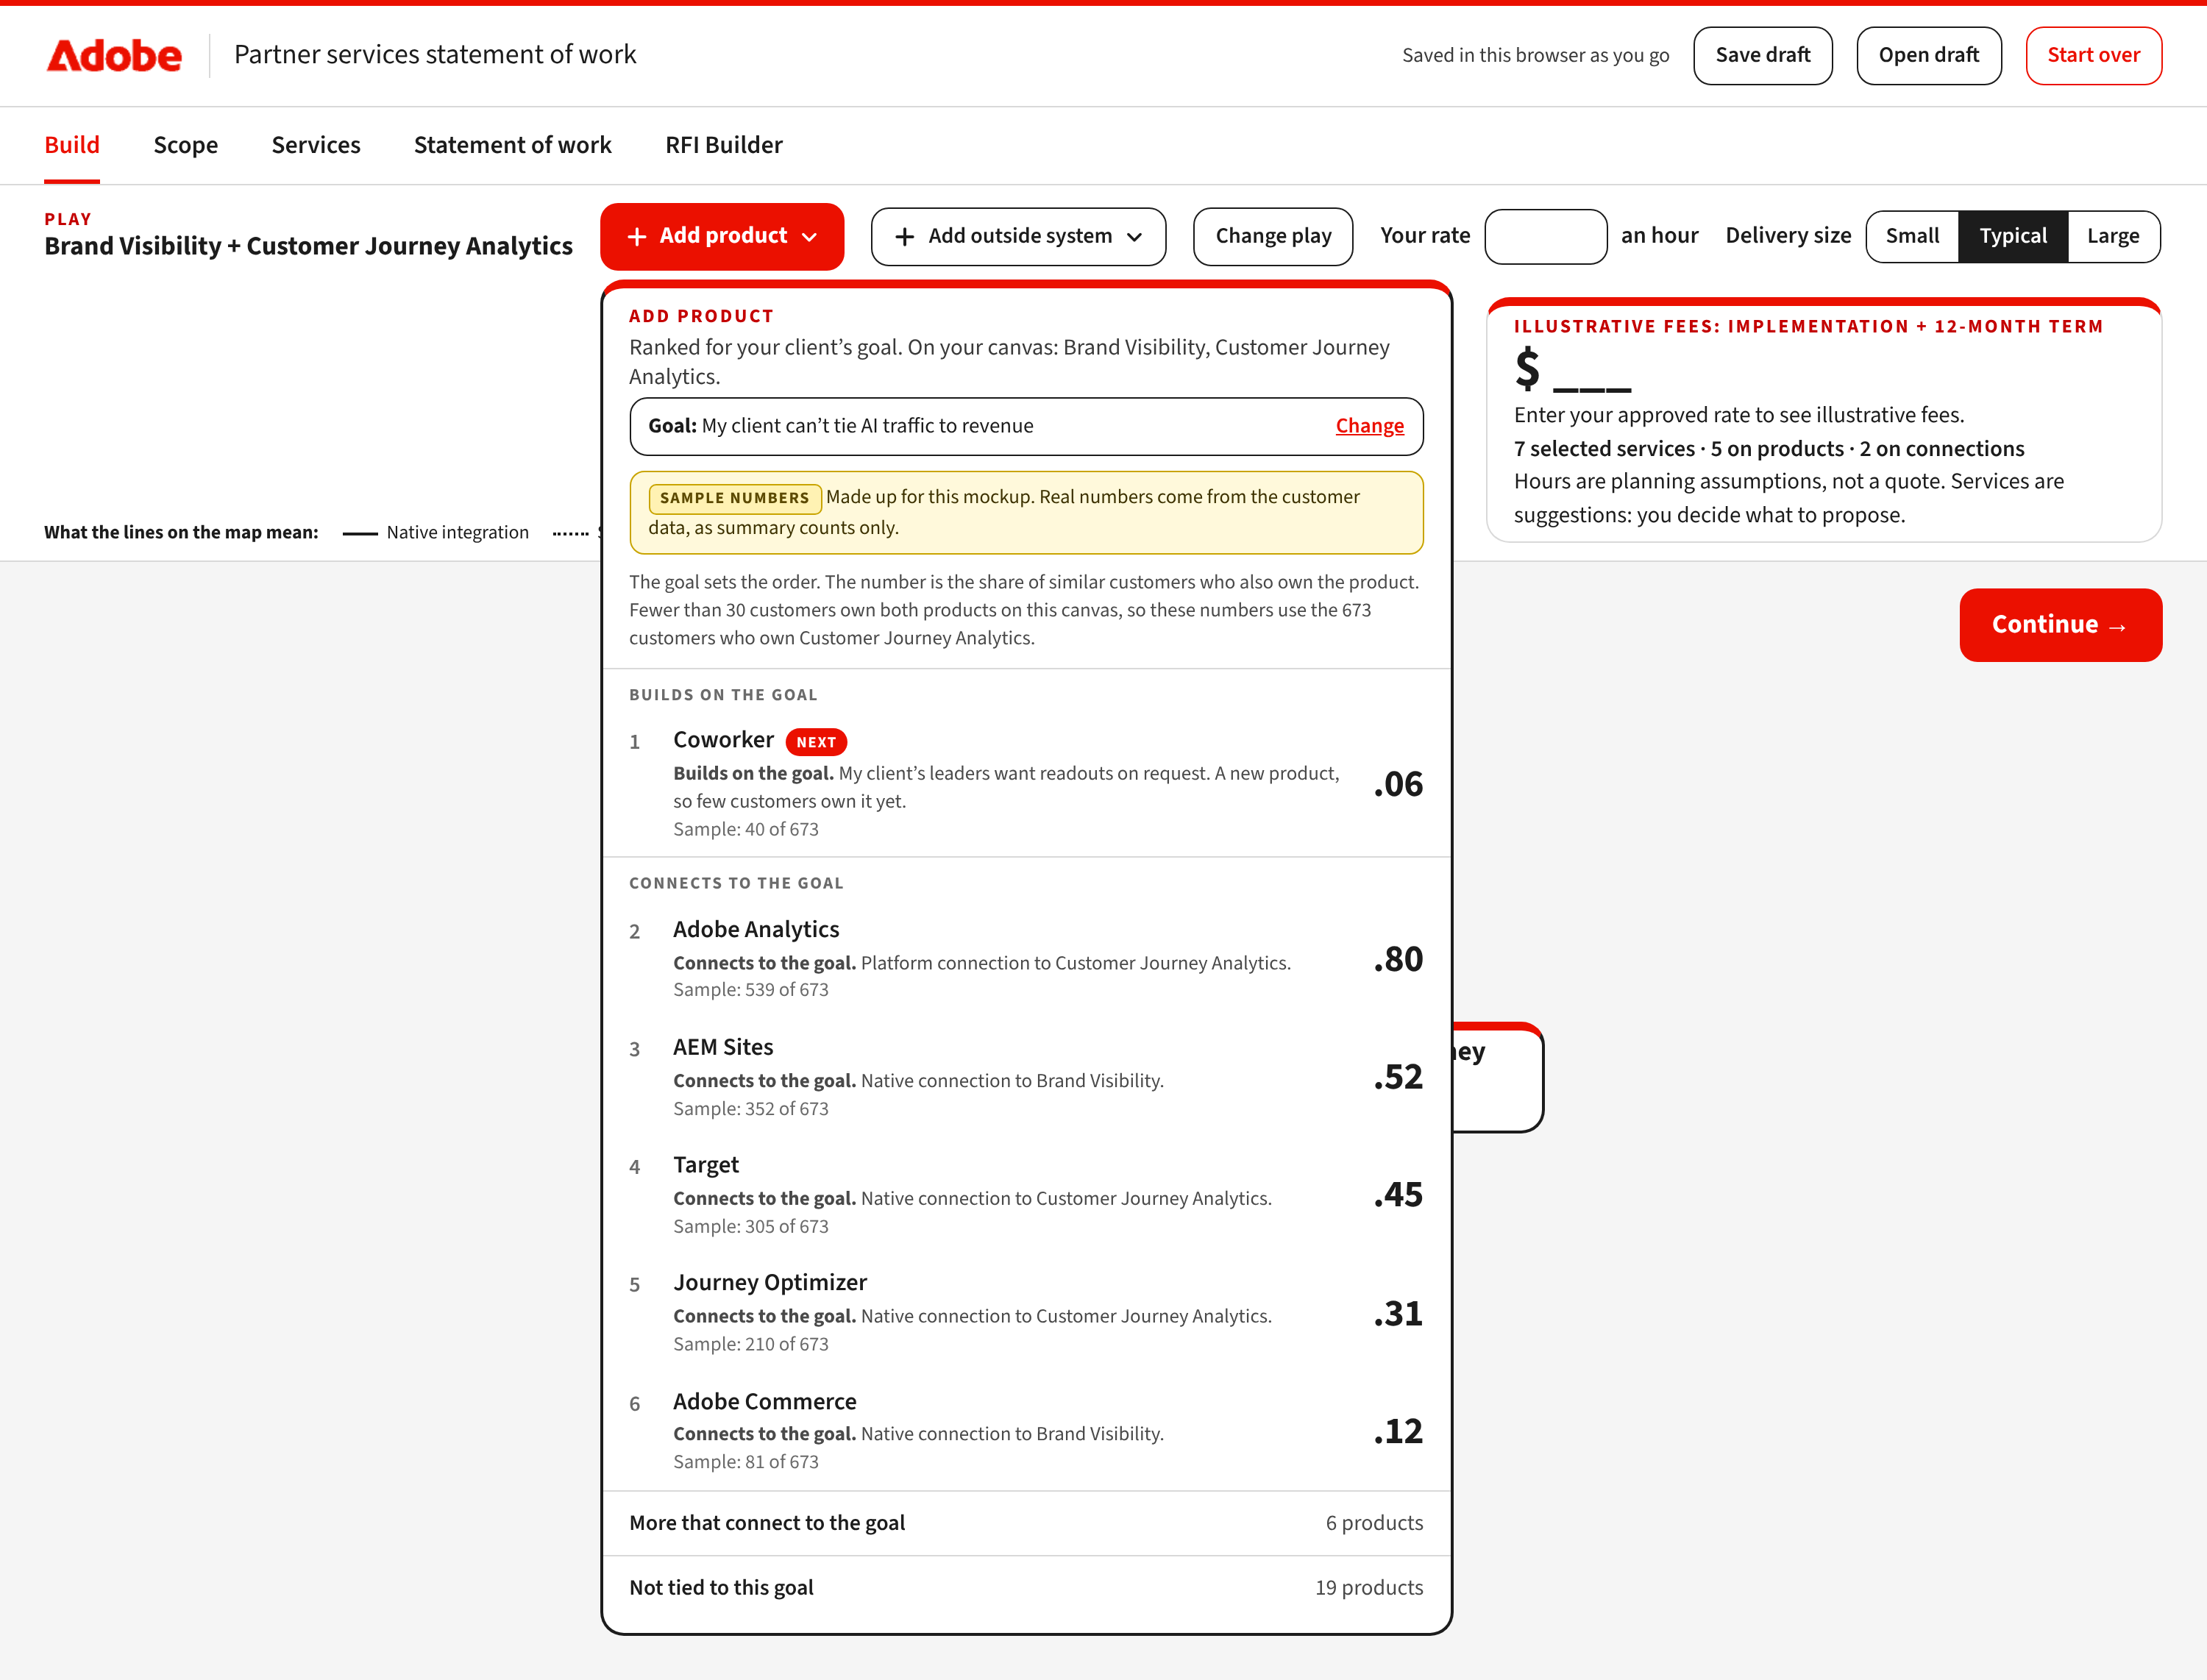 Adobe
Partner services statement of work
Saved in this browser as you go
Save draft
Open draft
Start over
Build
Scope
Services
Statement of work
RFI Builder
PLAY
Brand Visibility + Customer Journey Analytics
+ Add product
+ Add outside system
Change play
Your rate
an hour
Delivery size
Small
Typical
Large
ADD PRODUCT
Ranked for your client’s goal. On your canvas: Brand Visibility, Customer Journey
Analytics.
Goal: My client can’t tie AI traffic to revenue
Change
SAMPLE NUMBERS Made up for this mockup. Real numbers come from the customer
data, as summary counts only.
The goal sets the order. The number is the share of similar customers who also own the product.
Fewer than 30 customers own both products on this canvas, so these numbers use the 673
customers who own Customer Journey Analytics.
ILLUSTRATIVE FEES: IMPLEMENTATION + 12-MONTH TERM
$ ___
Enter your approved rate to see illustrative fees.
7 selected services · 5 on products · 2 on connections
Hours are planning assumptions, not a quote. Services are
suggestions: you decide what to propose.
What the lines on the map mean:
Native integration
Continue →
BUILDS ON THE GOAL
1
Coworker NEXT
Builds on the goal. My client’s leaders want readouts on request. A new product,
so few customers own it yet.
Sample: 40 of 673
.06
CONNECTS TO THE GOAL
2
Adobe Analytics
Connects to the goal. Platform connection to Customer Journey Analytics.
Sample: 539 of 673
.80
3
AEM Sites
Connects to the goal. Native connection to Brand Visibility.
Sample: 352 of 673
.52
4
Target
Connects to the goal. Native connection to Customer Journey Analytics.
Sample: 305 of 673
.45
5
Journey Optimizer
Connects to the goal. Native connection to Customer Journey Analytics.
Sample: 210 of 673
.31
6
Adobe Commerce
Connects to the goal. Native connection to Brand Visibility.
Sample: 81 of 673
.12
More that connect to the goal
6 products
Not tied to this goal
19 products